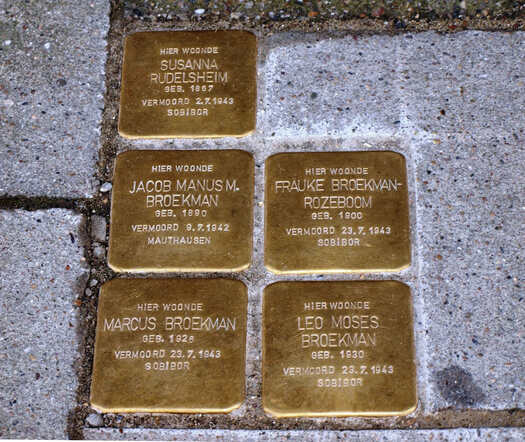 HIER WOONDE
SUSANNA
RUDELSHEIM
GEB. 1867
VERMOORD 2.7.1943
SOBIBOR
HIER WOONDE
JACOB MANUS M.
BROEKMAN
GEB. 1890
VERMOORD 9.7.1942
MAUTHAUSEN
HIER WOONDE
FRAUKE BROEKMAN-
ROZEBOOM
GEB. 1900
VERMOORD 23.7.1943
SOBIBOR
HIER WOONDE
MARCUS BROEKMAN
GEB. 1926
VERMOORD 23.7.1943
SOBIBOR
HIER WOONDE
LEO MOSES
BROEKMAN
GEB. 1930
VERMOORD 23.7.1943
SOBIBOR